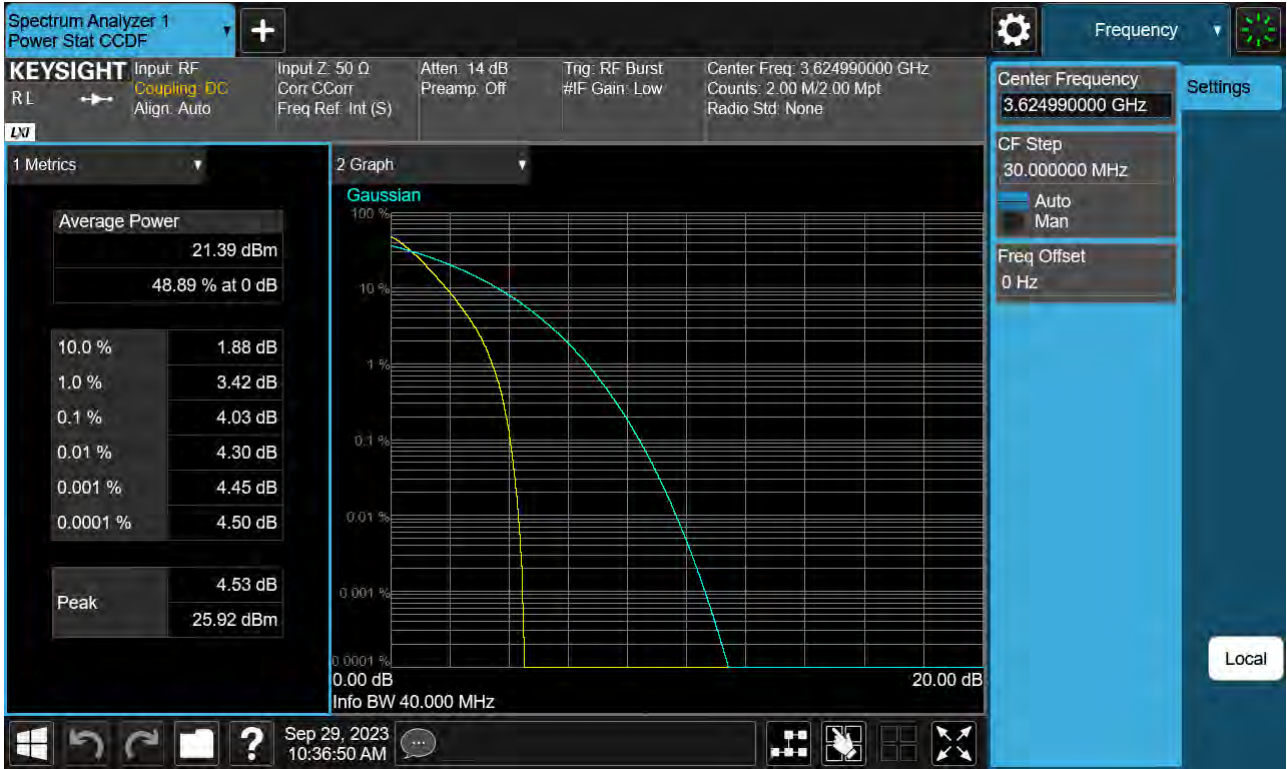 Spectrum Analyzer 1
Power Stat CCDF
Frequency
KEYSIGHT
RL
LXI
Input: RF
Coupling: DC
Align: Auto
Input Z: 50 Ω
Corr CCorr
Freq Ref: Int (S)
Atten: 14 dB
Preamp: Off
Trig: RF Burst
#IF Gain: Low
Center Freq: 3.624990000 GHz
Counts: 2.00 M/2.00 Mpt
Radio Std: None
Center Frequency
3.624990000 GHz
Settings
CF Step
30.000000 MHz
Auto
Man
Freq Offset
0 Hz
Local
1 Metrics
Average Power
21.39 dBm
48.89 % at 0 dB
10.0 % 1.88 dB
1.0 % 3.42 dB
0.1 % 4.03 dB
0.01 % 4.30 dB
0.001 % 4.45 dB
0.0001 % 4.50 dB
Peak
4.53 dB
25.92 dBm
2 Graph
Gaussian
100 %
10 %
1 %
0.1 %
0.01 %
0.001 %
0.0001 %
0.00 dB 20.00 dB
Info BW 40.000 MHz
Sep 29, 2023
10:36:50 AM